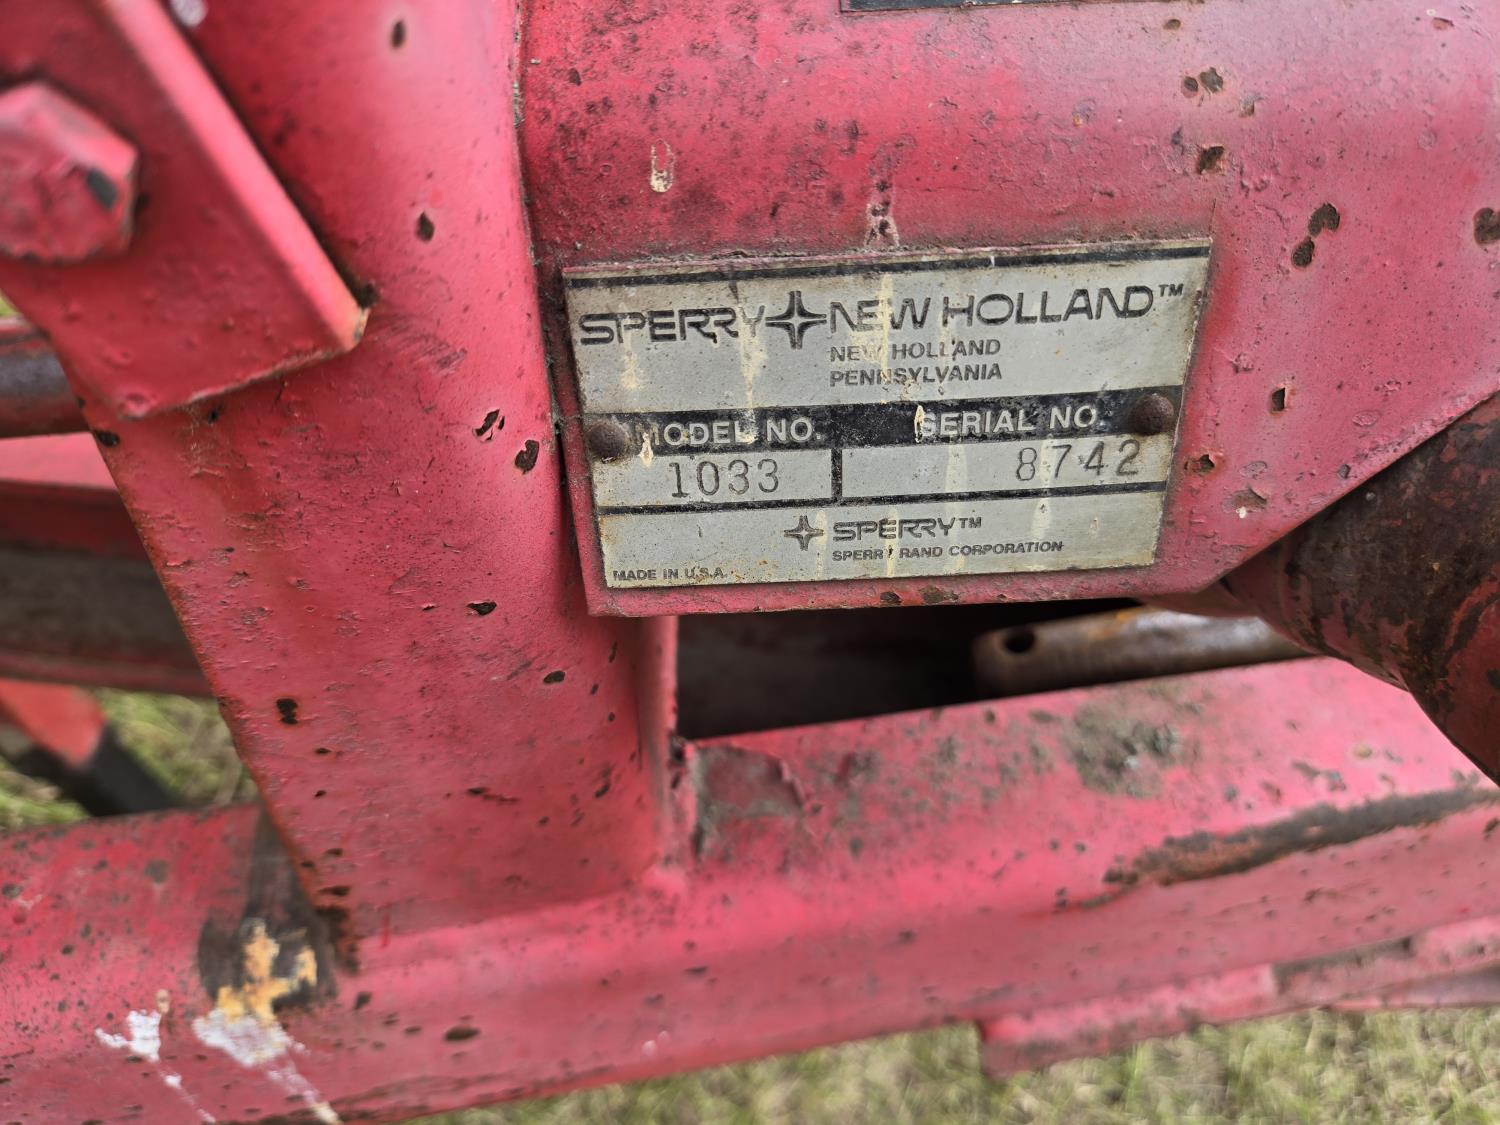 SPERRY NEW HOLLAND™
NEW HOLLAND
PENNSYLVANIA
MODEL NO. SERIAL NO.
1033 8742
SPERRY™
SPERRY RAND CORPORATION
MADE IN U.S.A.